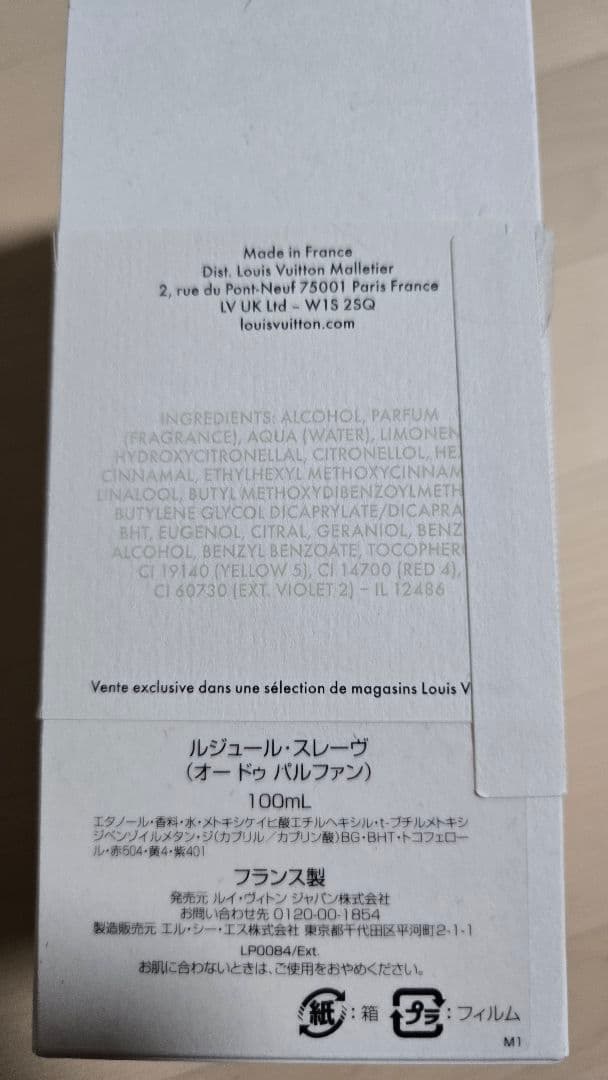 Made in France
Dist. Louis Vuitton Malletier
2, rue du Pont-Neuf 75001 Paris France
LV UK Ltd – W1S 2SQ
louisvuitton.com
INGREDIENTS: ALCOHOL, PARFUM
(FRAGRANCE), AQUA (WATER), LIMONEN
HYDROXYCITRONELLAL, CITRONELLOL, HE
CINNAMAL, ETHYLHEXYL METHOXYCINNAM
LINALOOL, BUTYL METHOXYDIBENZOYLMETH
BUTYLENE GLYCOL DICAPRYLATE/DICAPRA
BHT, EUGENOL, CITRAL, GERANIOL, BENZ
ALCOHOL, BENZYL BENZOATE, TOCOPHER
CI 19140 (YELLOW 5), CI 14700 (RED 4),
CI 60730 (EXT. VIOLET 2) – IL 12486
Vente exclusive dans une sélection de magasins Louis V
ルジュール・スレーヴ
(オー ドゥ パルファン)
100mL
エタノール・香料・水・メトキシケイヒ酸エチルヘキシル・t-ブチルメトキシ
ジベンゾイルメタン・ジ(カプリル/カプリン酸)BG・BHT・トコフェロー
ル・赤504・黄4・紫401
フランス製
発売元 ルイ・ヴィトン ジャパン株式会社
お問い合わせ先 0120-00-1854
製造販売元 エル・シー・エス株式会社 東京都千代田区平河町2-1-1
LP0084/Ext.
お肌に合わないときは、ご使用をおやめください。
紙:箱 プラ:フィルム
M1